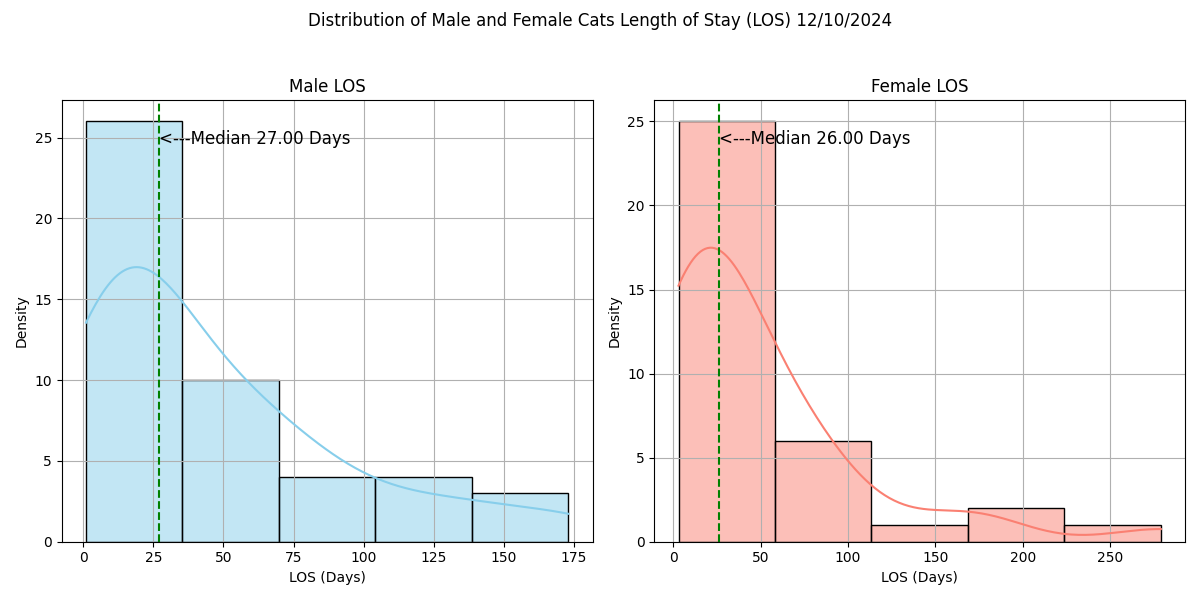 Distribution of Male and Female Cats Length of Stay (LOS) 12/10/2024
Male LOS
25
20
15
10
5
0
Density
<---Median 27.00 Days
0 25 50 75 100 125 150 175
LOS (Days)
Female LOS
25
20
15
10
5
0
Density
<---Median 26.00 Days
0 50 100 150 200 250
LOS (Days)